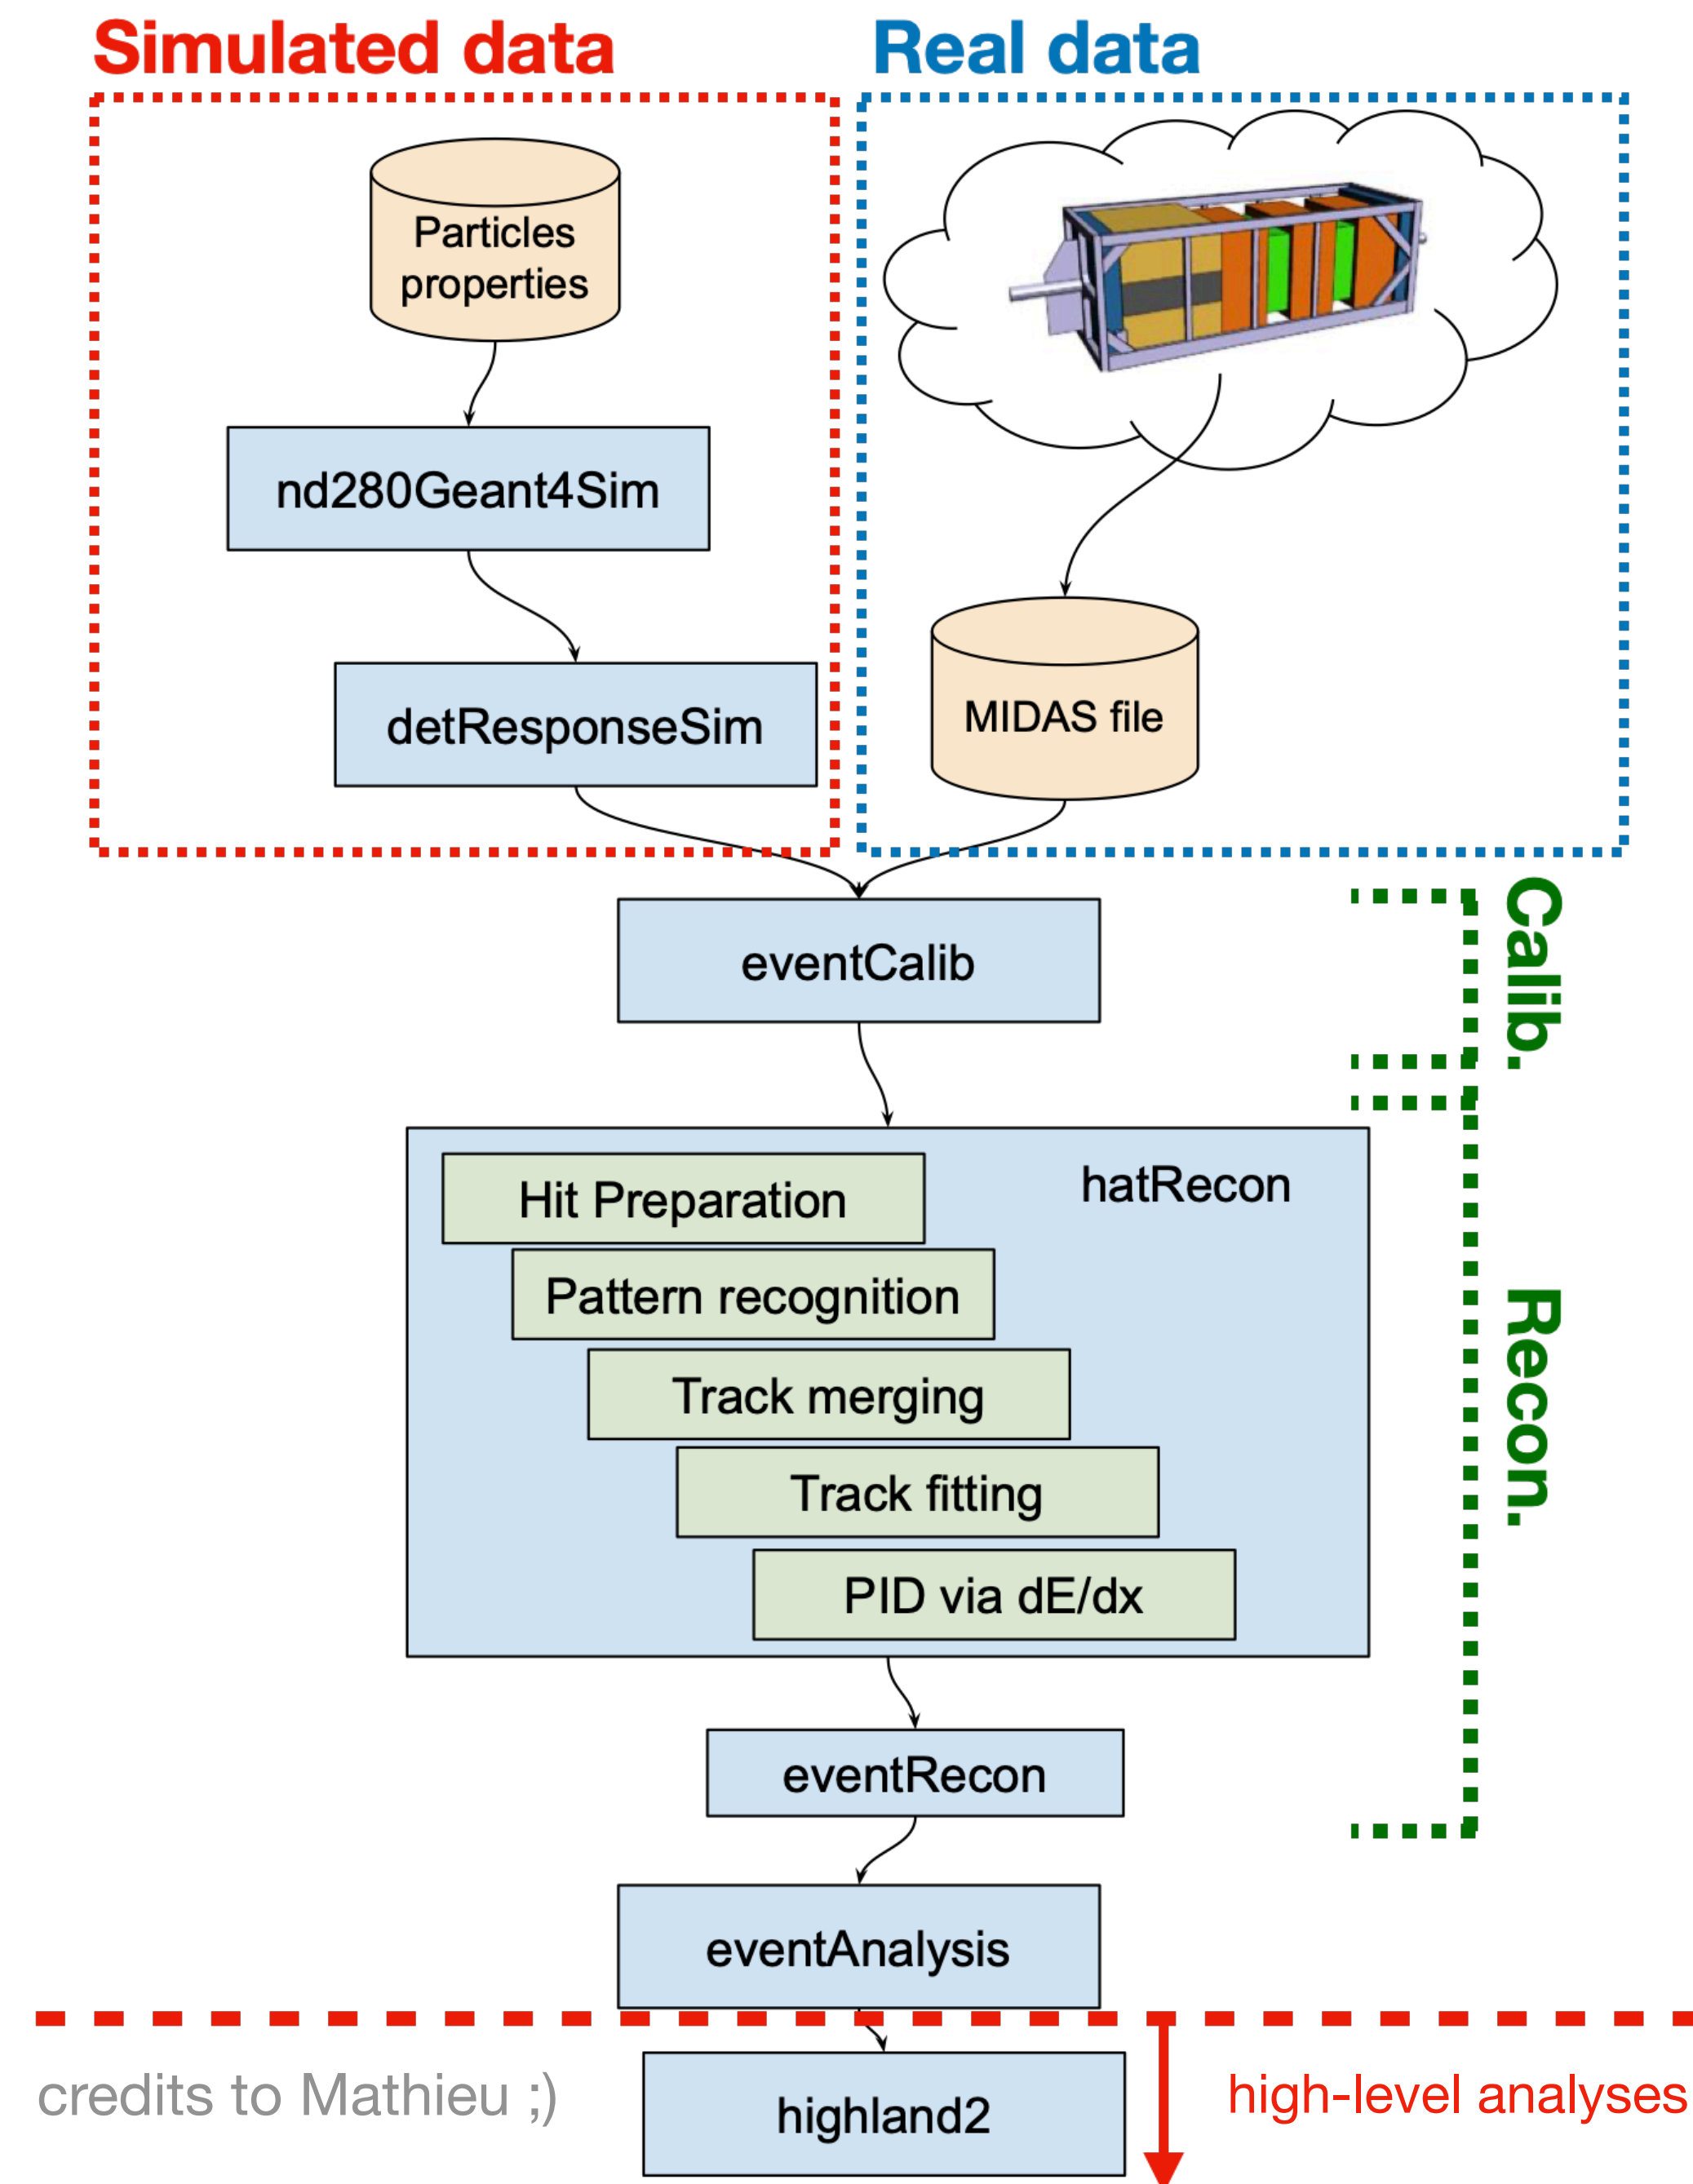 Simulated data
Real data
Particles
properties
nd280Geant4Sim
detResponseSim
MIDAS file
eventCalib
Calib.
hatRecon
Hit Preparation
Pattern recognition
Track merging
Track fitting
PID via dE/dx
Recon.
eventRecon
eventAnalysis
credits to Mathieu ;)
highland2
high-level analyses